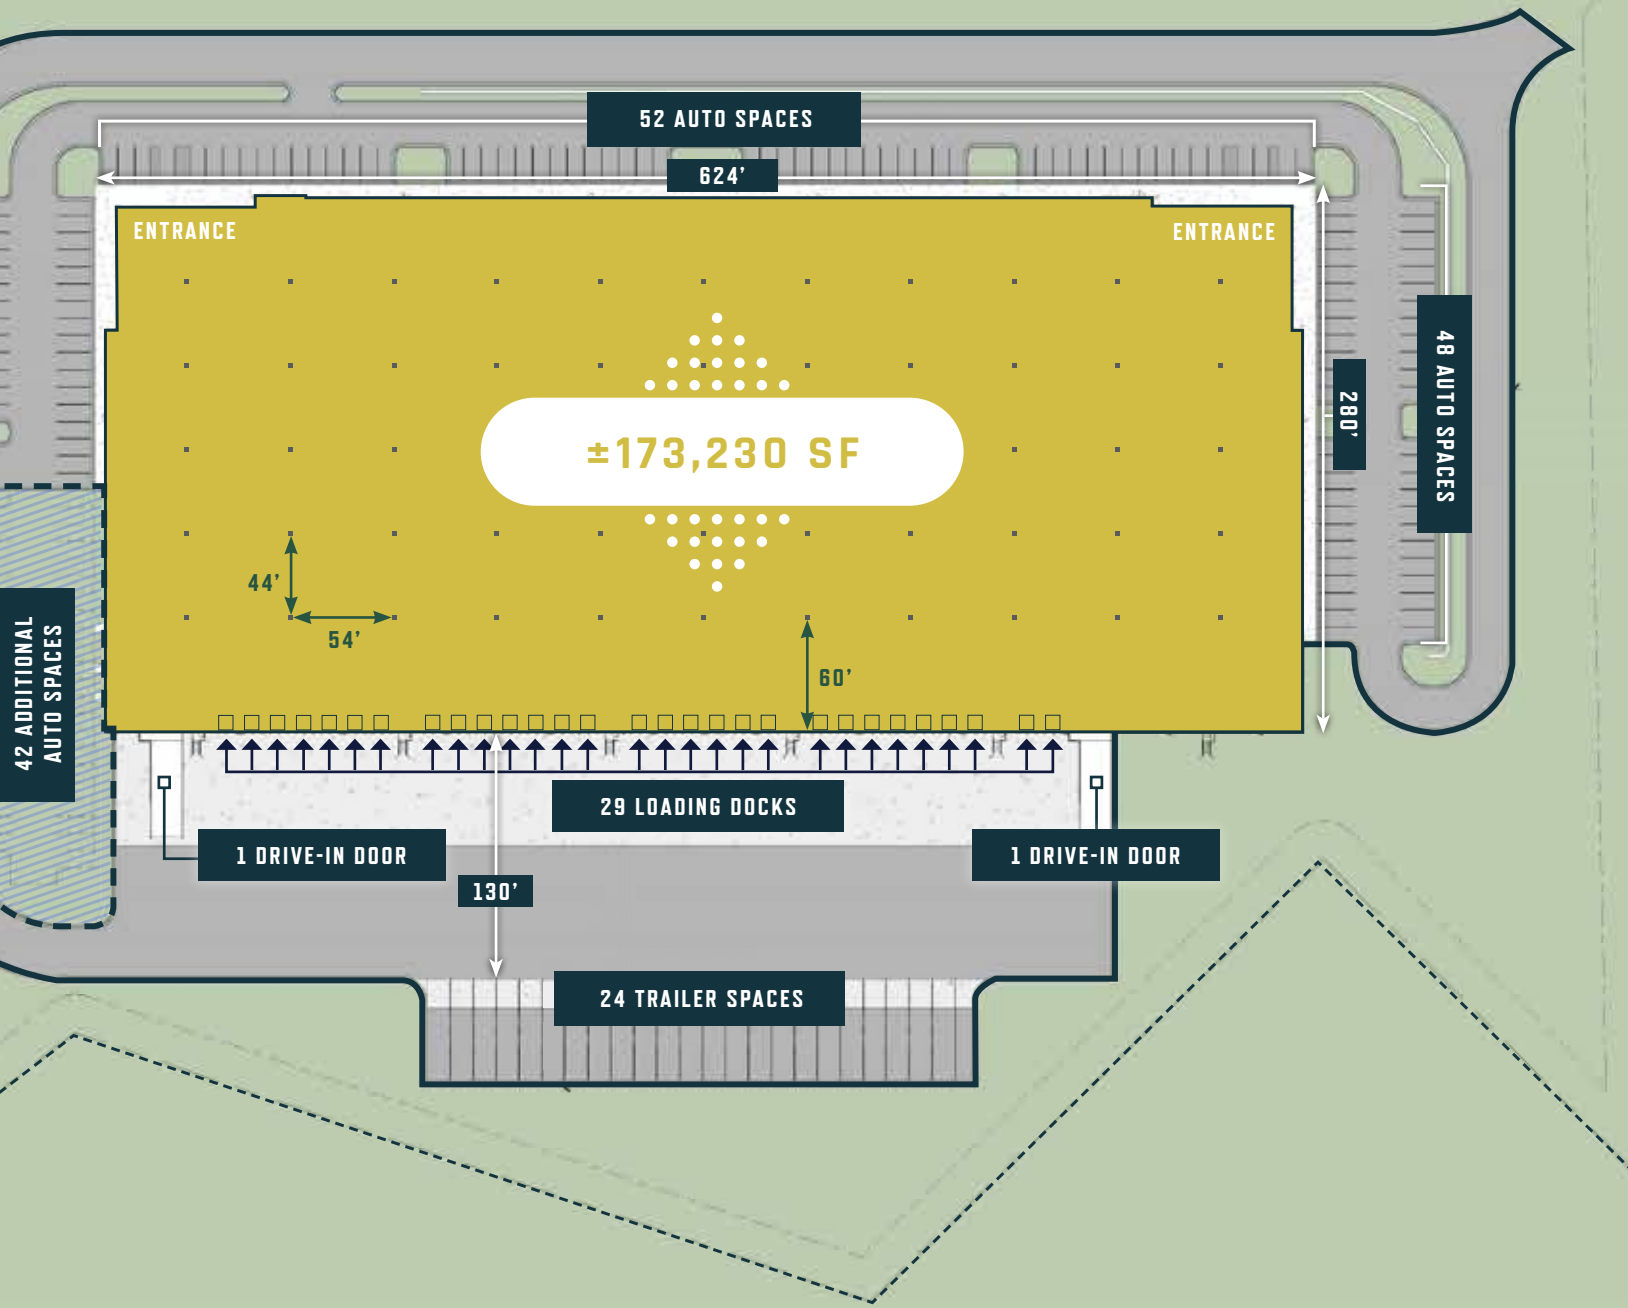 52 AUTO SPACES
624'
ENTRANCE
ENTRANCE
48 AUTO SPACES
280'
±173,230 SF
44'
54'
60'
42 ADDITIONAL
AUTO SPACES
29 LOADING DOCKS
1 DRIVE-IN DOOR
1 DRIVE-IN DOOR
130'
24 TRAILER SPACES